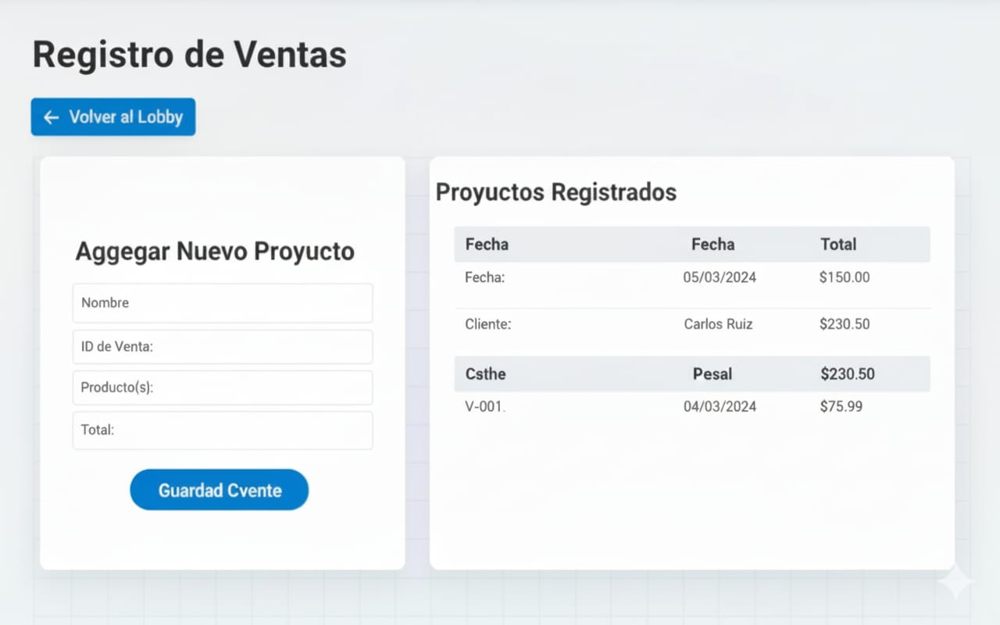 Registro de Ventas
← Volver al Lobby
Aggegar Nuevo Proyucto
Nombre
ID de Venta:
Producto(s):
Total:
Guardad Cvente
Proyuctos Registrados
Fecha Fecha Total
Fecha: 05/03/2024 $150.00
Cliente: Carlos Ruiz $230.50
Csthe Pesal $230.50
V-001. 04/03/2024 $75.99